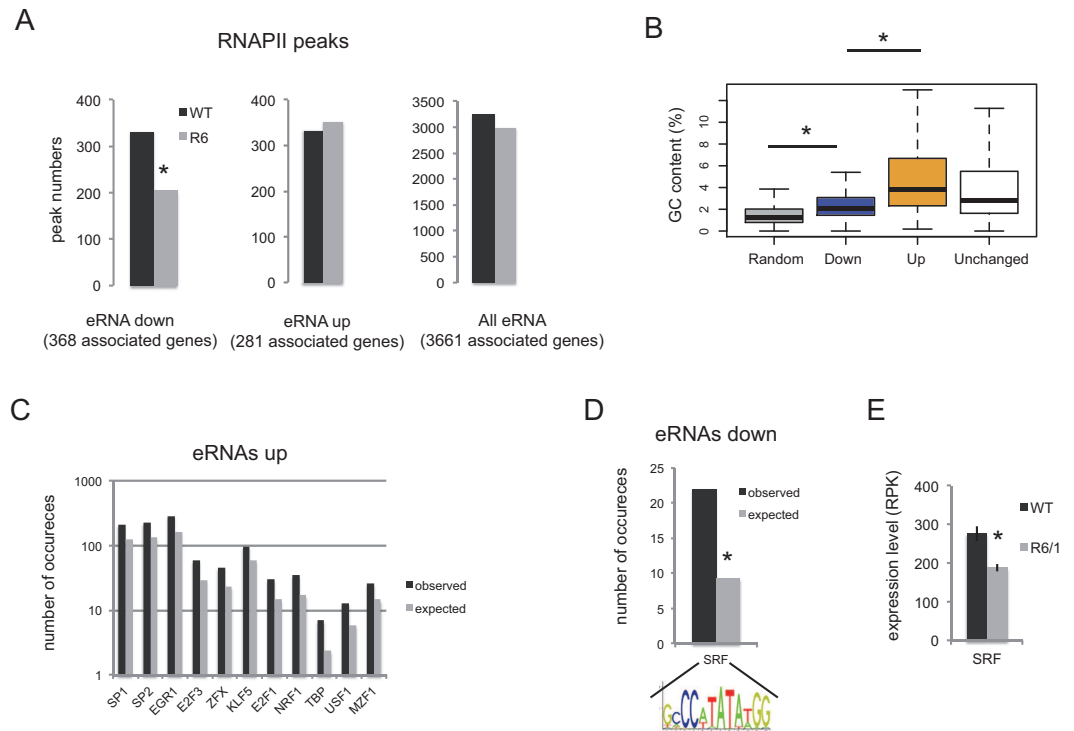 A
RNAPII peaks
peak numbers
400
300
200
100
0
WT
R6
*
eRNA down
(368 associated genes)
400
300
200
100
0
eRNA up
(281 associated genes)
3500
3000
2500
2000
1500
1000
500
0
All eRNA
(3661 associated genes)
B
*
*
GC content (%)
10
8
6
4
2
0
Random Down Up Unchanged
C
eRNAs up
number of occureces
1000
100
10
1
observed
expected
SP1 SP2 EGR1 E2F3 ZFX KLF5 E2F1 NRF1 TBP USF1 MZF1
D
eRNAs down
number of occureces
25
20
15
10
5
0
observed
expected
*
SRF
GcCCATATATGG
E
expression level (RPK)
400
300
200
100
0
WT
R6/1
*
SRF